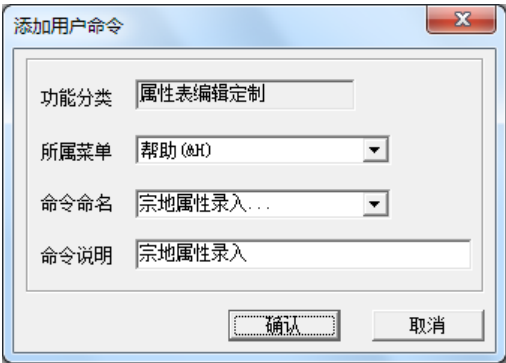 添加用户命令
功能分类 属性表编辑定制
所属菜单 帮助(&H)
命令命名 宗地属性录入...
命令说明 宗地属性录入
确认 取消